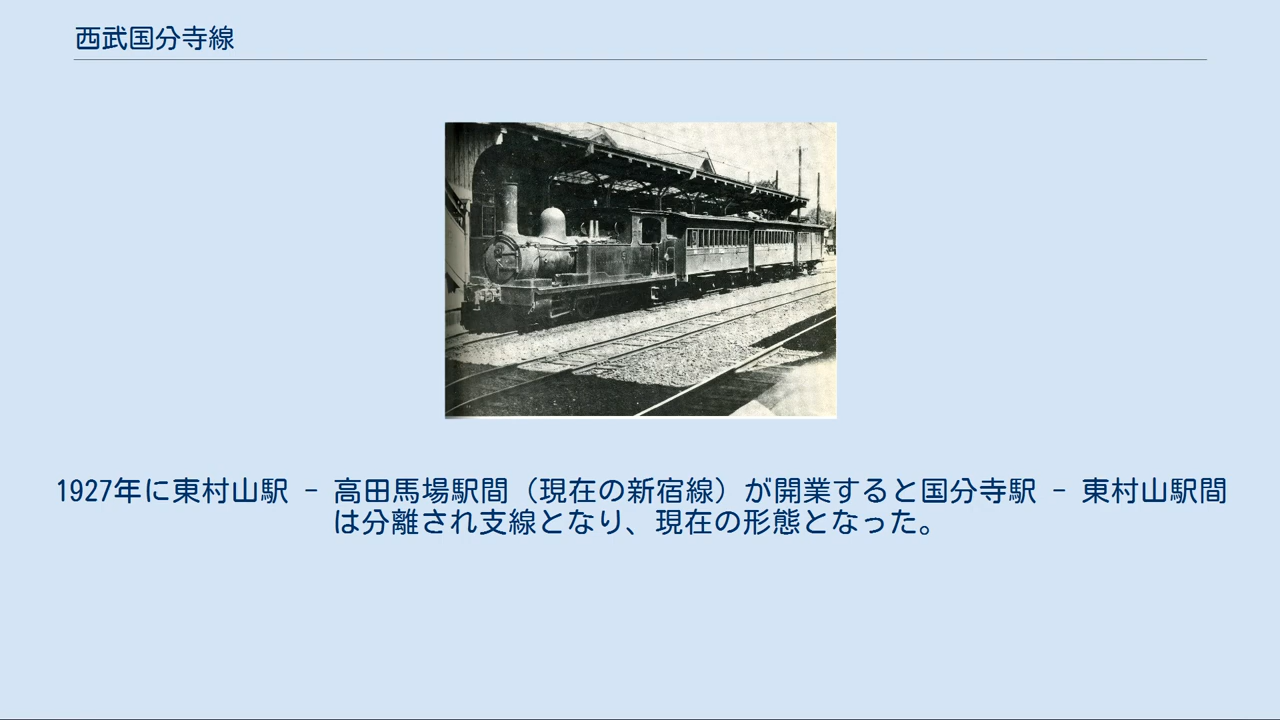 西武国分寺線
1927年に東村山駅 － 高田馬場駅間（現在の新宿線）が開業すると国分寺駅 － 東村山駅間
は分離され支線となり、現在の形態となった。